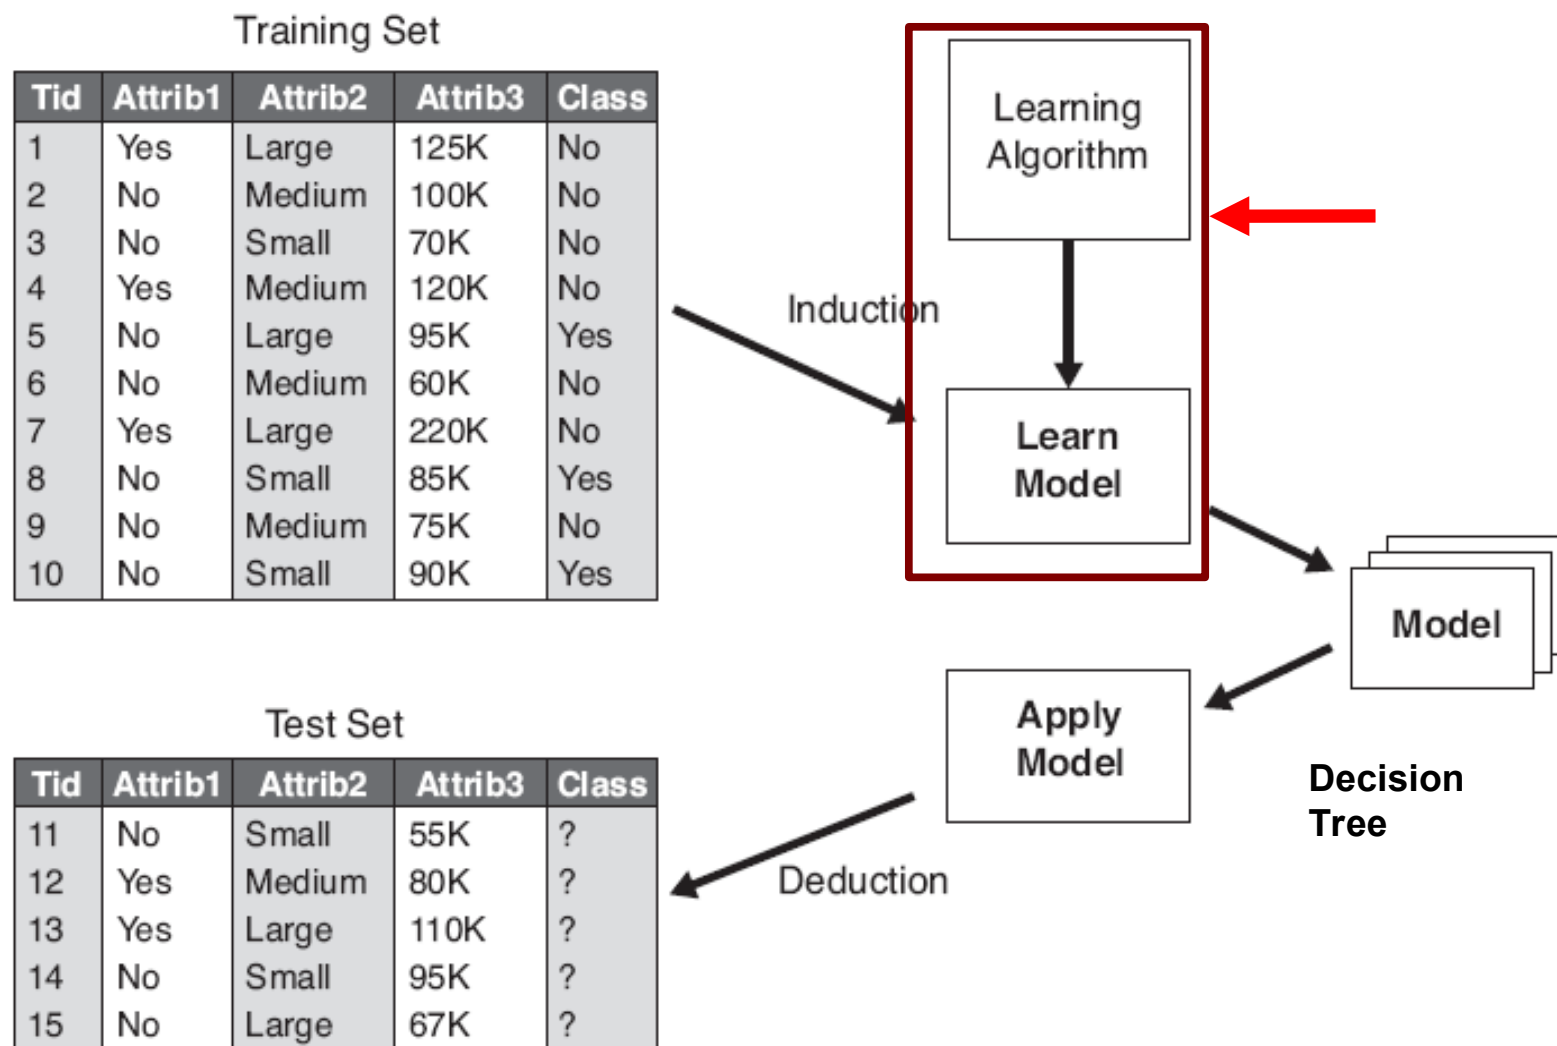 Training Set
Tid Attrib1 Attrib2 Attrib3 Class
1 Yes Large 125K No
2 No Medium 100K No
3 No Small 70K No
4 Yes Medium 120K No
5 No Large 95K Yes
6 No Medium 60K No
7 Yes Large 220K No
8 No Small 85K Yes
9 No Medium 75K No
10 No Small 90K Yes
Induction
Learning
Algorithm
Learn
Model
Model
Apply
Model
Decision
Tree
Deduction
Test Set
Tid Attrib1 Attrib2 Attrib3 Class
11 No Small 55K ?
12 Yes Medium 80K ?
13 Yes Large 110K ?
14 No Small 95K ?
15 No Large 67K ?